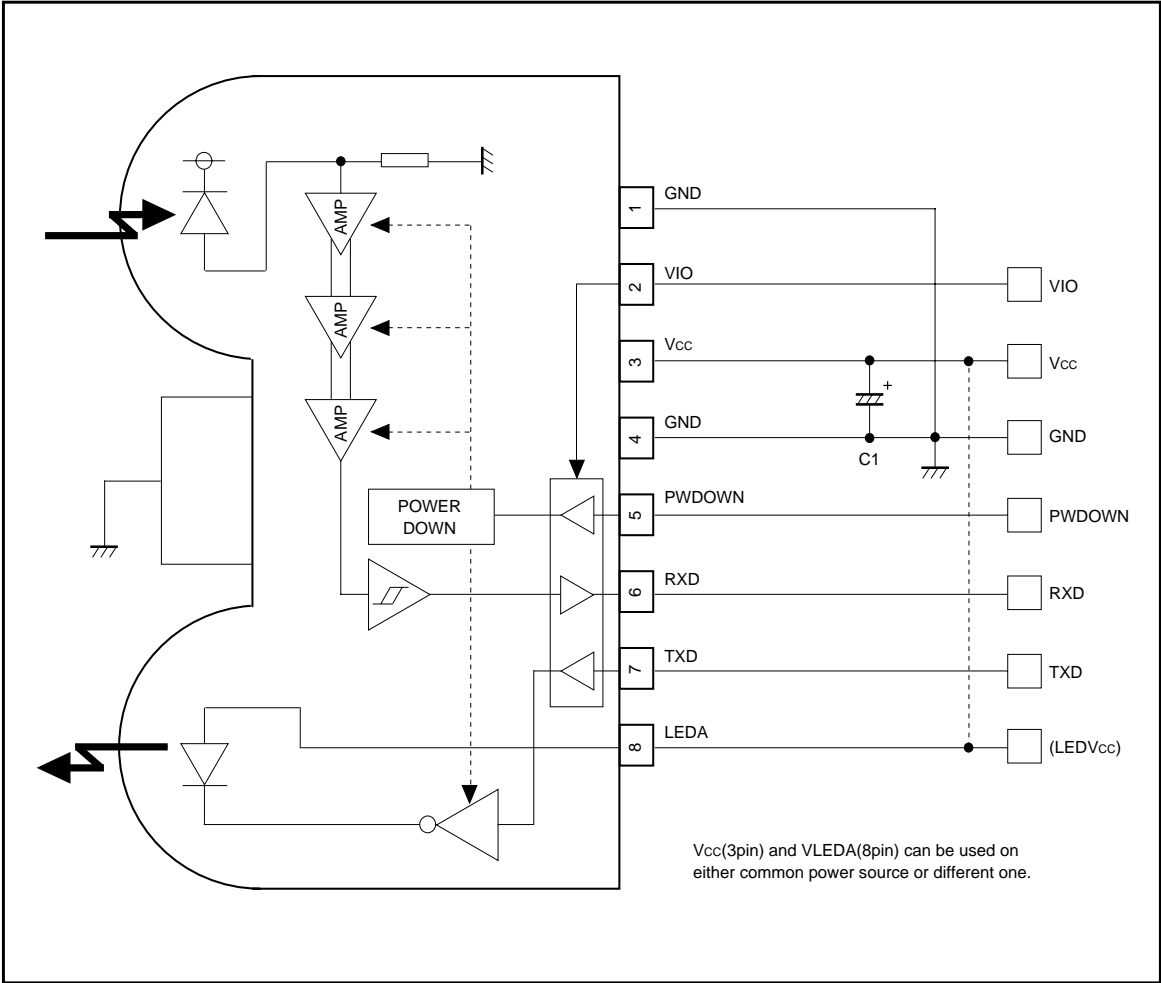 AMP
AMP
AMP
POWER
DOWN
1 GND
2 VIO VIO
3 Vcc Vcc
+
4 GND GND
C1
5 PWDOWN PWDOWN
6 RXD RXD
7 TXD TXD
8 LEDA (LEDVcc)
Vcc(3pin) and VLEDA(8pin) can be used on
either common power source or different one.